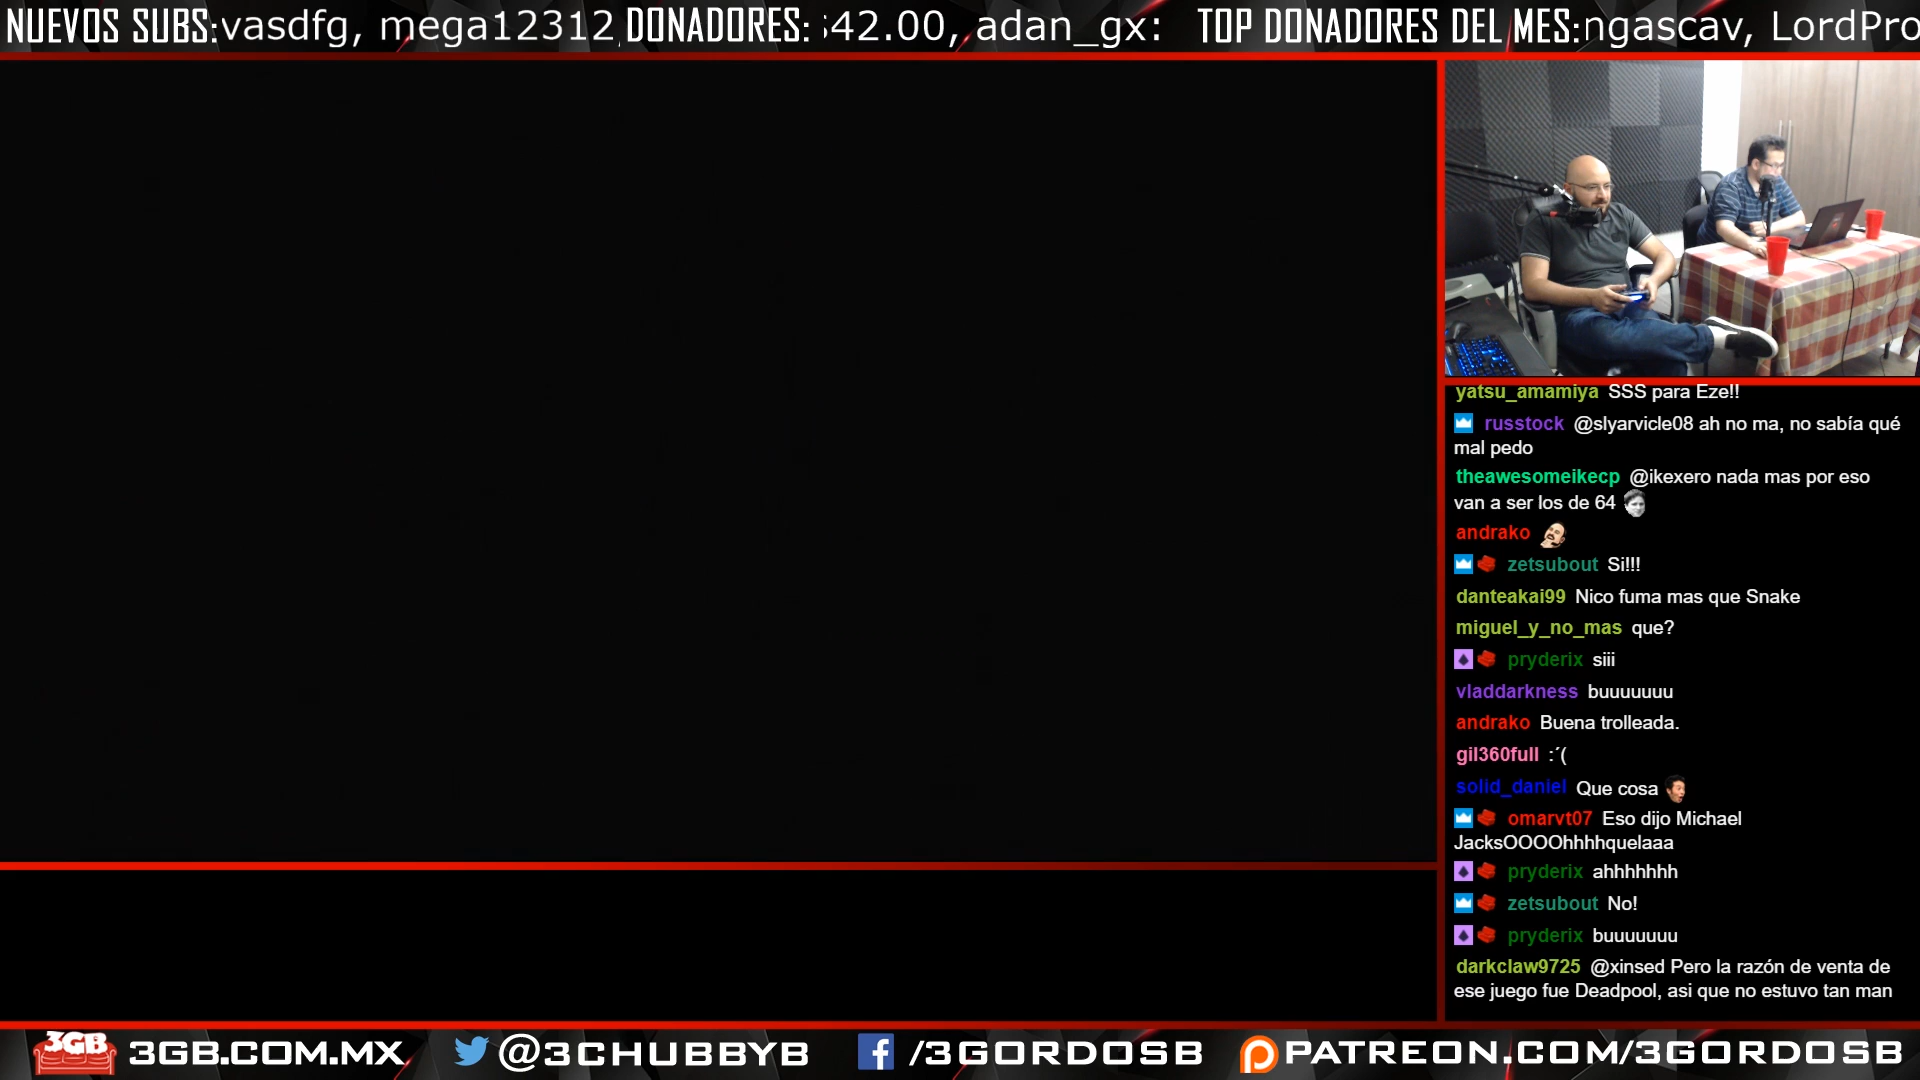 NUEVOS SUBS: vasdfg, mega12312, DONADORES: $42.00, adan_gx: TOP DONADORES DEL MES: ngascav, LordPro
yatsu_amamiya SSS para Eze!!
russtock @slyarvicle08 ah no ma, no sabía qué
mal pedo
theawesomeikecp @ikexero nada mas por eso
van a ser los de 64
andrako
zetsubout Si!!!
danteakai99 Nico fuma mas que Snake
miguel_y_no_mas que?
pryderix siii
vladdarkness buuuuuuu
andrako Buena trolleada.
gil360full :´(
solid_daniel Que cosa
omarvt07 Eso dijo Michael
JacksOOOOhhhhquelaaa
pryderix ahhhhhhh
zetsubout No!
pryderix buuuuuuu
darkclaw9725 @xinsed Pero la razón de venta de
ese juego fue Deadpool, asi que no estuvo tan man
3GB 3GB.COM.MX @3CHUBBYB /3GORDOSB PATREON.COM/3GORDOSB